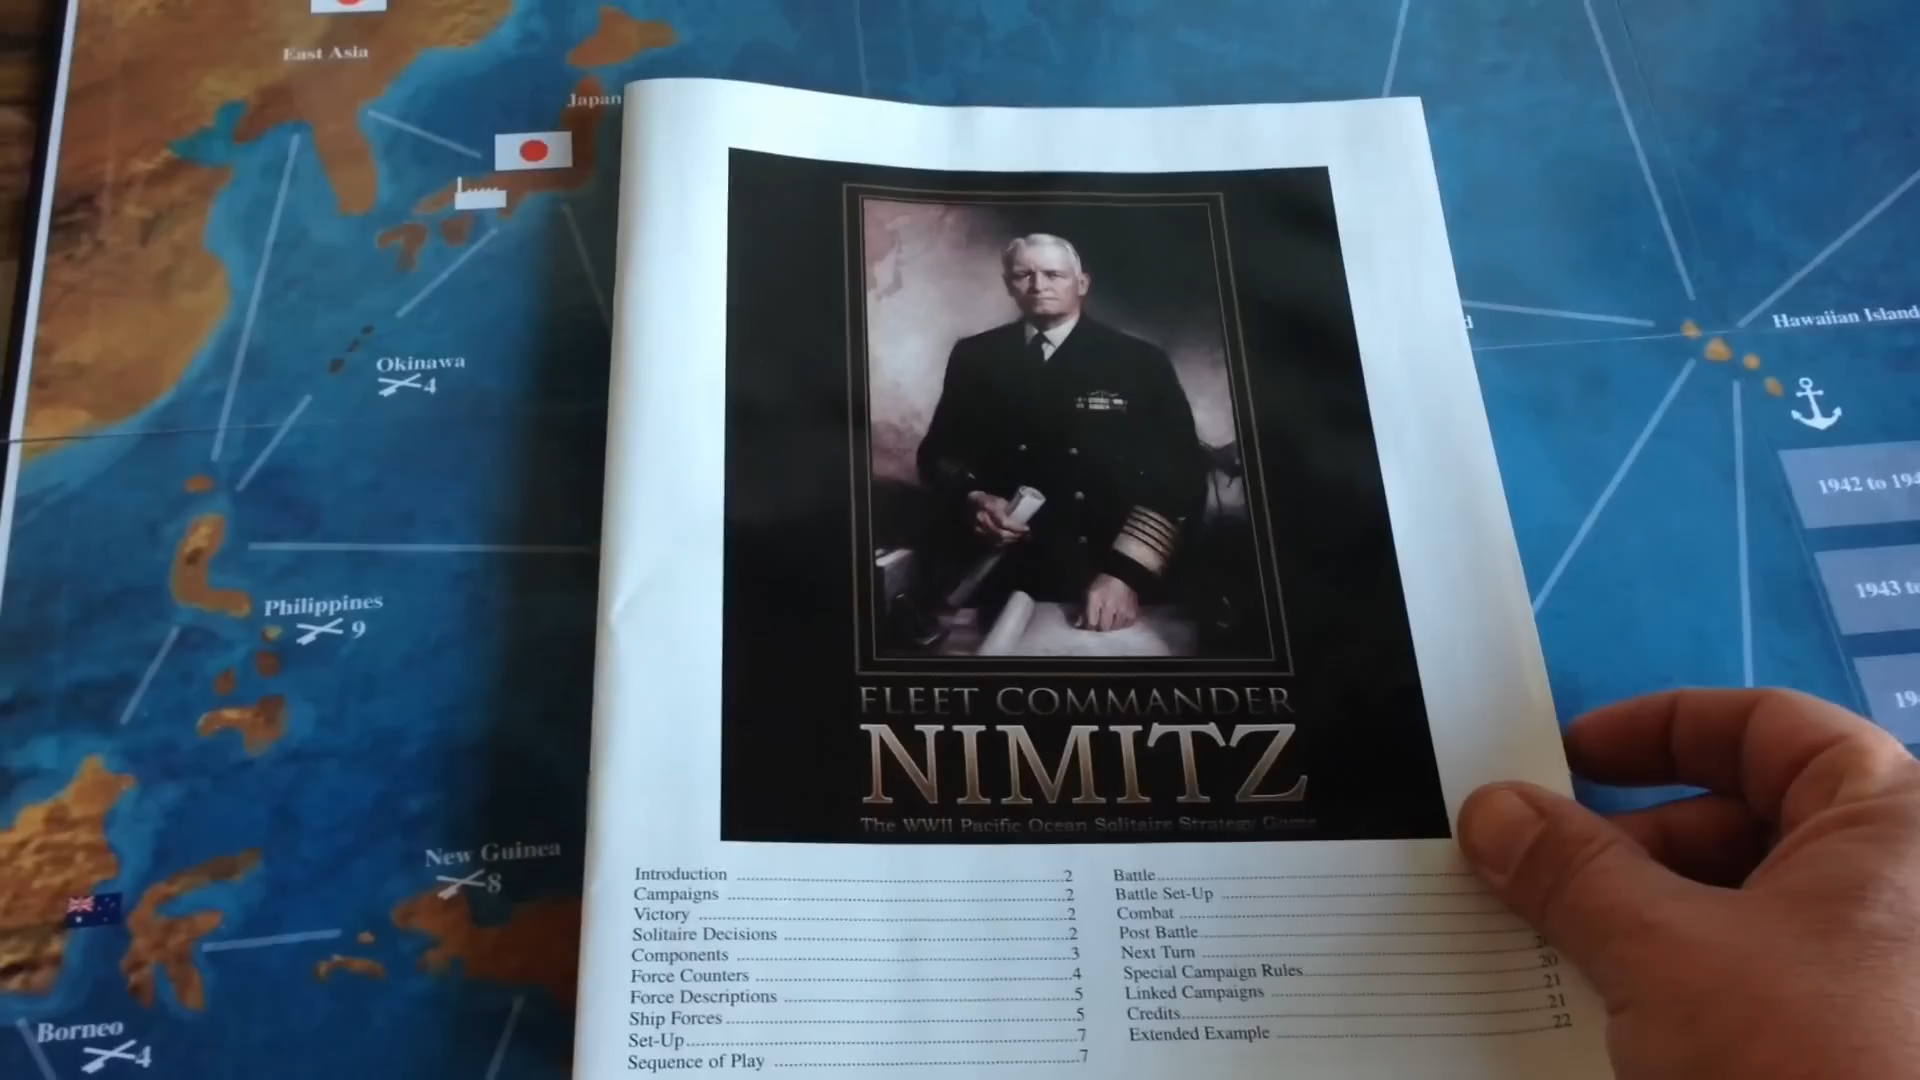 East Asia
Japan
Okinawa
4
Philippines
9
New Guinea
8
Borneo
4
Hawaiian Island
1942 to 194
1943 to
19
FLEET COMMANDER
NIMITZ
The WWII Pacific Ocean Solitaire Strategy Game
Introduction 2
Campaigns 2
Victory 2
Solitaire Decisions 2
Components 3
Force Counters 4
Force Descriptions 5
Ship Forces 5
Set-Up 7
Sequence of Play 7
Battle
Battle Set-Up
Combat
Post Battle
Next Turn
Special Campaign Rules 20
Linked Campaigns 21
Credits 21
Extended Example 22